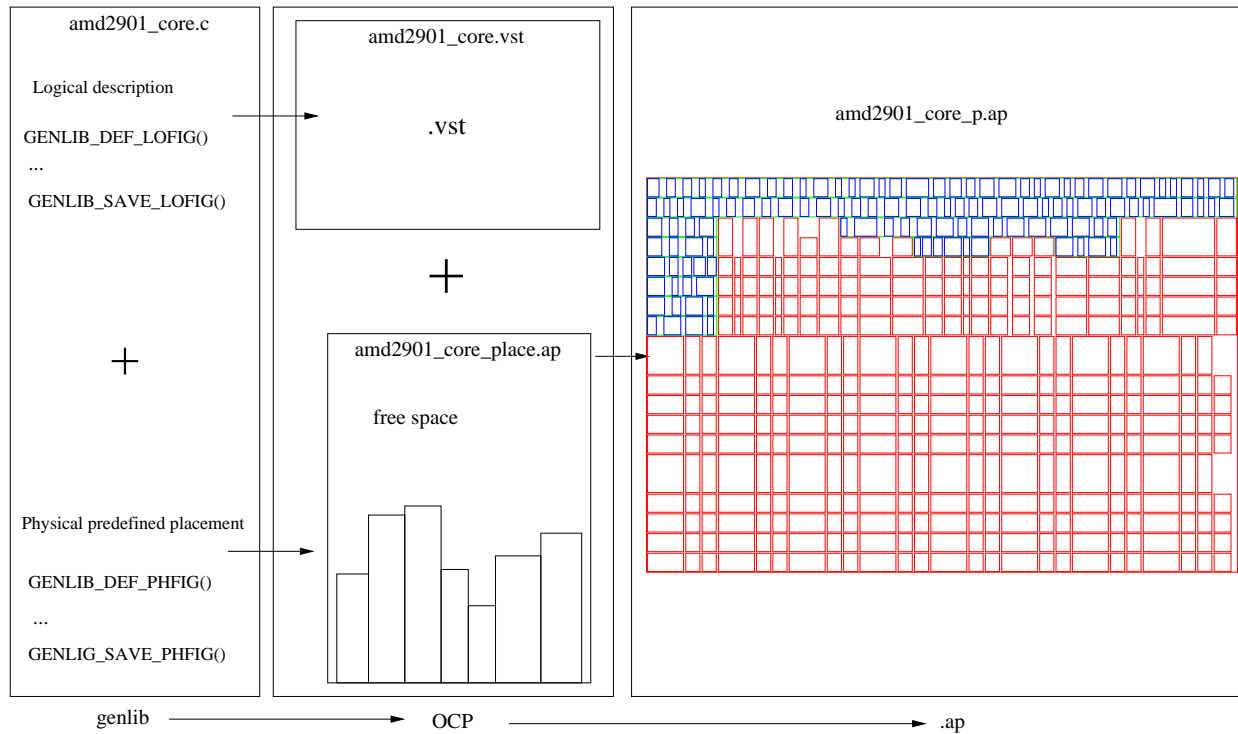 amd2901_core.c
Logical description
GENLIB_DEF_LOFIG()
...
GENLIB_SAVE_LOFIG()
+
Physical predefined placement
GENLIB_DEF_PHFIG()
...
GENLIG_SAVE_PHFIG()
amd2901_core.vst
.vst
+
amd2901_core_place.ap
free space
amd2901_core_p.ap
genlib
OCP
.ap